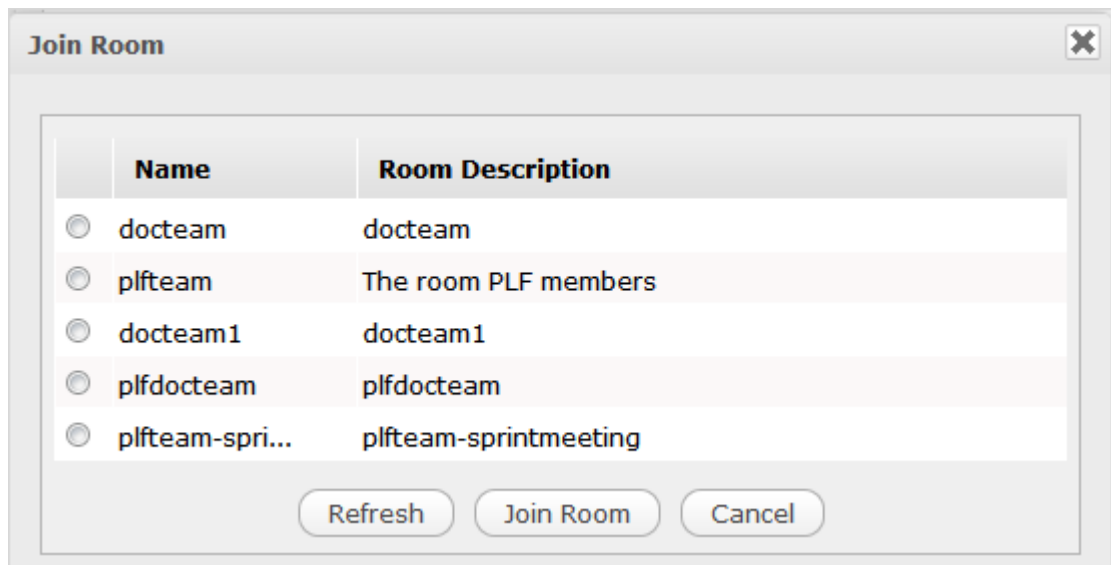 Join Room
Name Room Description
docteam docteam
plfteam The room PLF members
docteam1 docteam1
plfdocteam plfdocteam
plfteam-spri... plfteam-sprintmeeting
Refresh Join Room Cancel